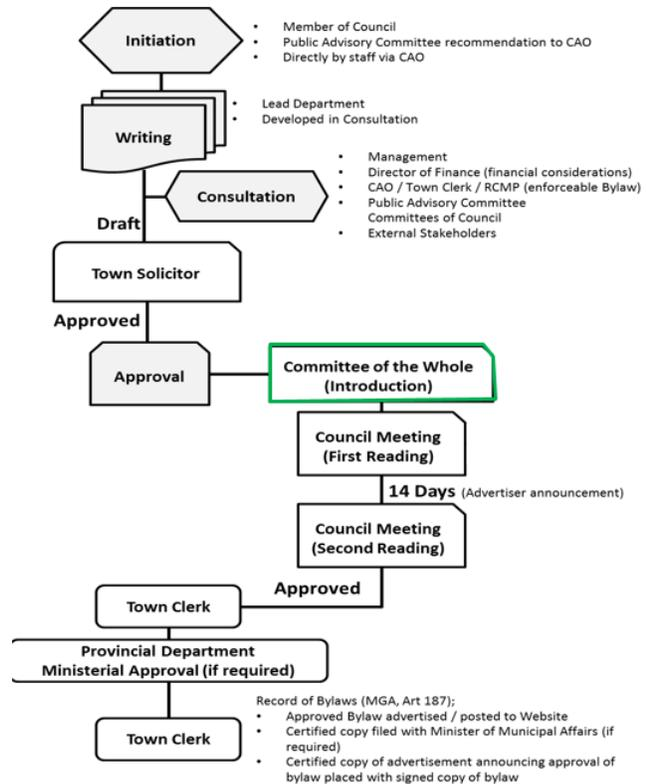 Initiation
• Member of Council
• Public Advisory Committee recommendation to CAO
• Directly by staff via CAO
Writing
• Lead Department
• Developed in Consultation
Consultation
• Management
• Director of Finance (financial considerations)
• CAO / Town Clerk / RCMP (enforceable Bylaw)
• Public Advisory Committee
Committees of Council
• External Stakeholders
Draft
Town Solicitor
Approved
Approval
Committee of the Whole
(Introduction)
Council Meeting
(First Reading)
14 Days (Advertiser announcement)
Council Meeting
(Second Reading)
Approved
Town Clerk
Provincial Department
Ministerial Approval (if required)
Town Clerk
Record of Bylaws (MGA, Art 187);
• Approved Bylaw advertised / posted to Website
• Certified copy filed with Minister of Municipal Affairs (if
required)
• Certified copy of advertisement announcing approval of
bylaw placed with signed copy of bylaw